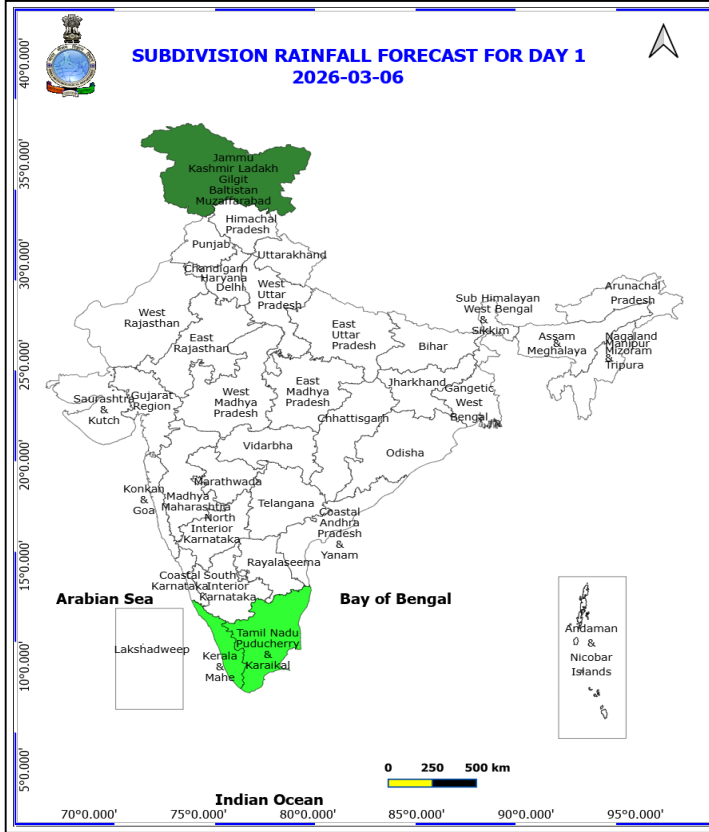 SUBDIVISION RAINFALL FORECAST FOR DAY 1
2026-03-06
40°0.000'
35°0.000'
30°0.000'
25°0.000'
20°0.000'
15°0.000'
10°0.000'
5°0.000'
Jammu
Kashmir Ladakh
Gilgit
Baltistan
Muzaffarabad
Himachal
Pradesh
Punjab
Uttarakhand
Chandigarh
Haryana
Delhi
West
Uttar
Pradesh
West
Rajasthan
East
Rajasthan
East
Uttar
Pradesh
Bihar
Sub Himalayan
West Bengal
&
Sikkim
Arunachal
Pradesh
Assam
&
Meghalaya
Nagaland
Manipur
Mizoram
&
Tripura
Saurashtra
&
Kutch
Gujarat
Region
West
Madhya
Pradesh
East
Madhya
Pradesh
Jharkhand
Gangetic
West
Bengal
Chhattisgarh
Odisha
Vidarbha
Konkan
&
Goa
Madhya
Maharashtra
Marathwada
Telangana
North
Interior
Karnataka
Coastal
Andhra
Pradesh
&
Yanam
Rayalaseema
Coastal
Karnataka
South
Interior
Karnataka
Arabian Sea
Bay of Bengal
Lakshadweep
Kerala
&
Mahe
Tamil Nadu
Puducherry
&
Karaikal
Andaman
&
Nicobar
Islands
0 250 500 km
Indian Ocean
70°0.000' 75°0.000' 80°0.000' 85°0.000' 90°0.000' 95°0.000'